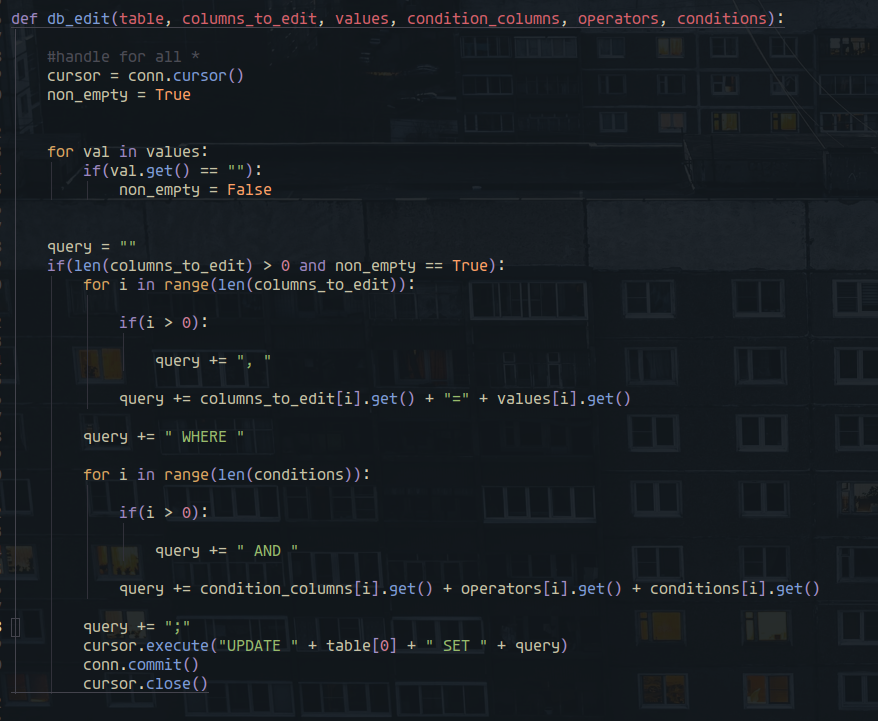 def db_edit(table, columns_to_edit, values, condition_columns, operators, conditions):
#handle for all *
cursor = conn.cursor()
non_empty = True
for val in values:
if(val.get() == ""):
non_empty = False
query = ""
if(len(columns_to_edit) > 0 and non_empty == True):
for i in range(len(columns_to_edit)):
if(i > 0):
query += ", "
query += columns_to_edit[i].get() + "=" + values[i].get()
query += " WHERE "
for i in range(len(conditions)):
if(i > 0):
query += " AND "
query += condition_columns[i].get() + operators[i].get() + conditions[i].get()
query += ";"
cursor.execute("UPDATE " + table[0] + " SET " + query)
conn.commit()
cursor.close()